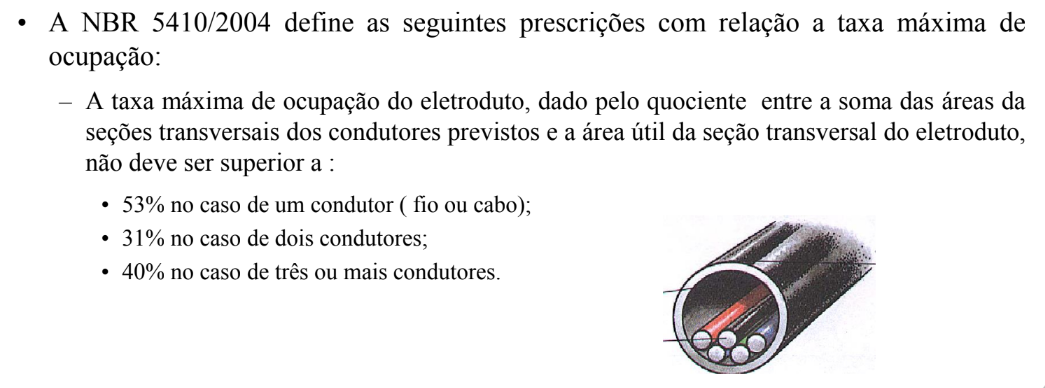 • A NBR 5410/2004 define as seguintes prescrições com relação a taxa máxima de
ocupação:
– A taxa máxima de ocupação do eletroduto, dado pelo quociente entre a soma das áreas da
seções transversais dos condutores previstos e a área útil da seção transversal do eletroduto,
não deve ser superior a :
• 53% no caso de um condutor ( fio ou cabo);
• 31% no caso de dois condutores;
• 40% no caso de três ou mais condutores.